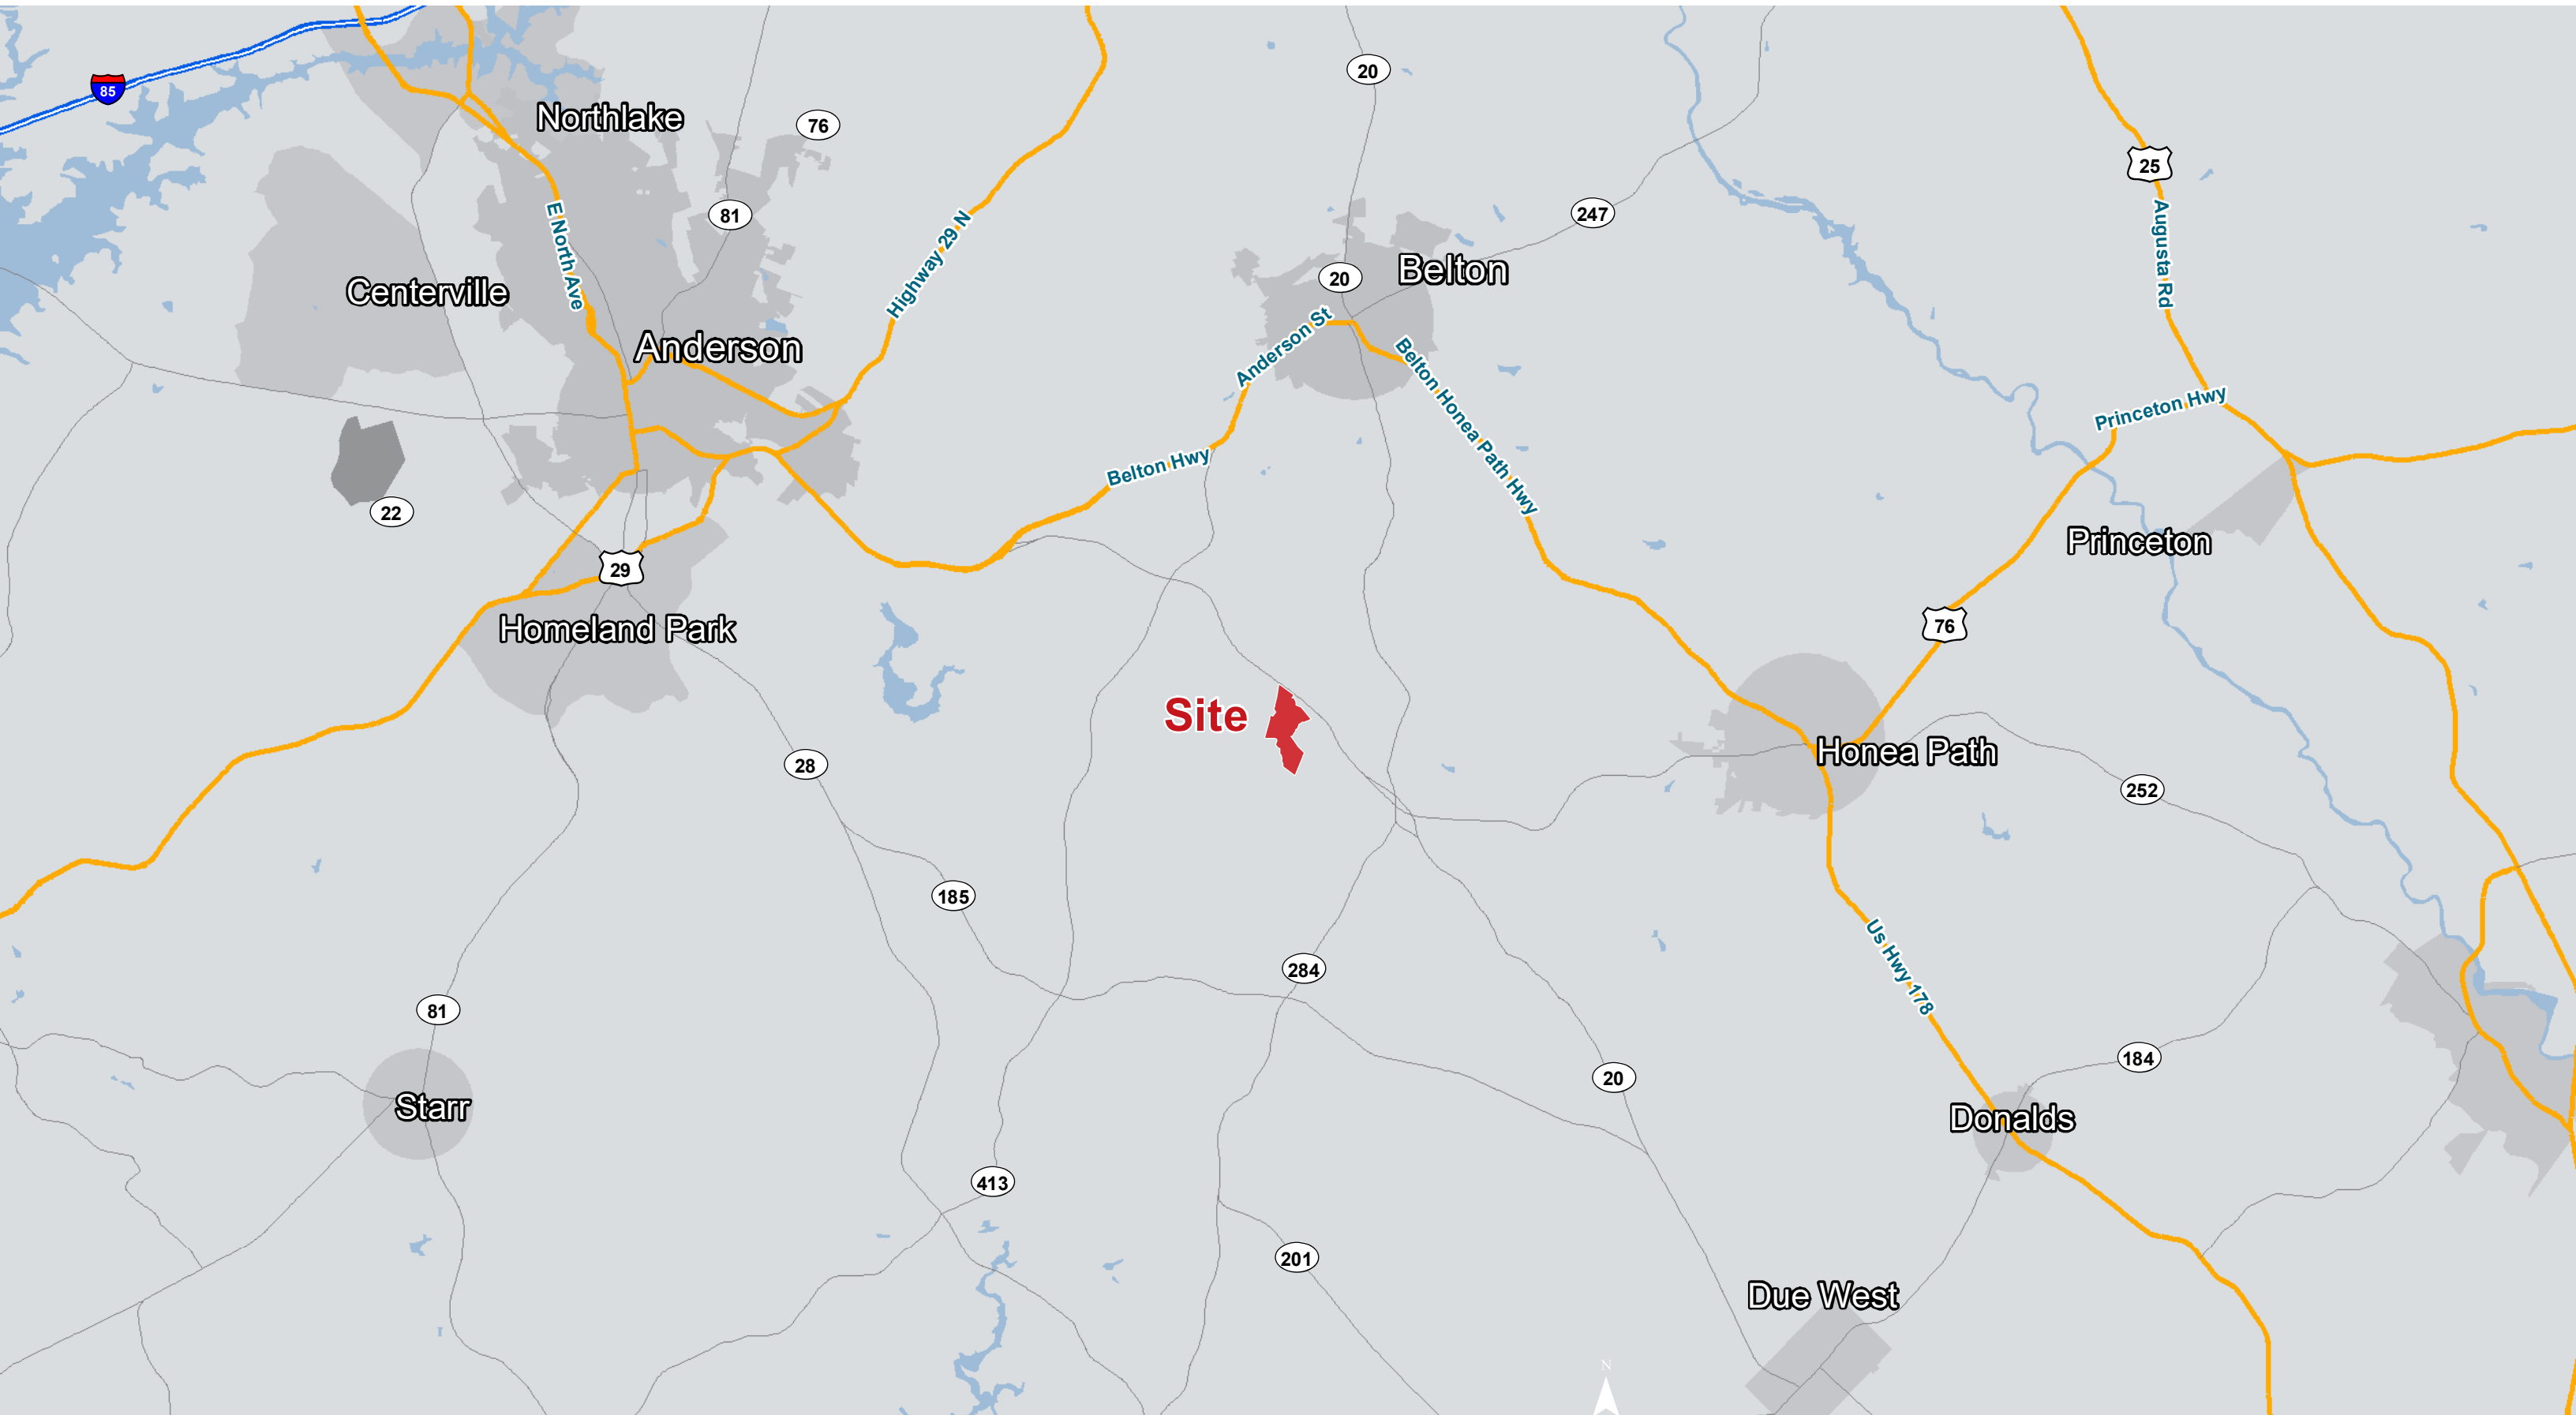 20
85
Northlake
76
25
81
247
E North Ave
Highway 29 N
Augusta Rd
20
Belton
Centerville
Anderson
Anderson St
Belton Honea Path Hwy
Princeton Hwy
Belton Hwy
22
Princeton
29
76
Homeland Park
Site
Honea Path
28
252
185
284
Us Hwy 178
81
184
20
Starr
Donalds
413
201
Due West
N